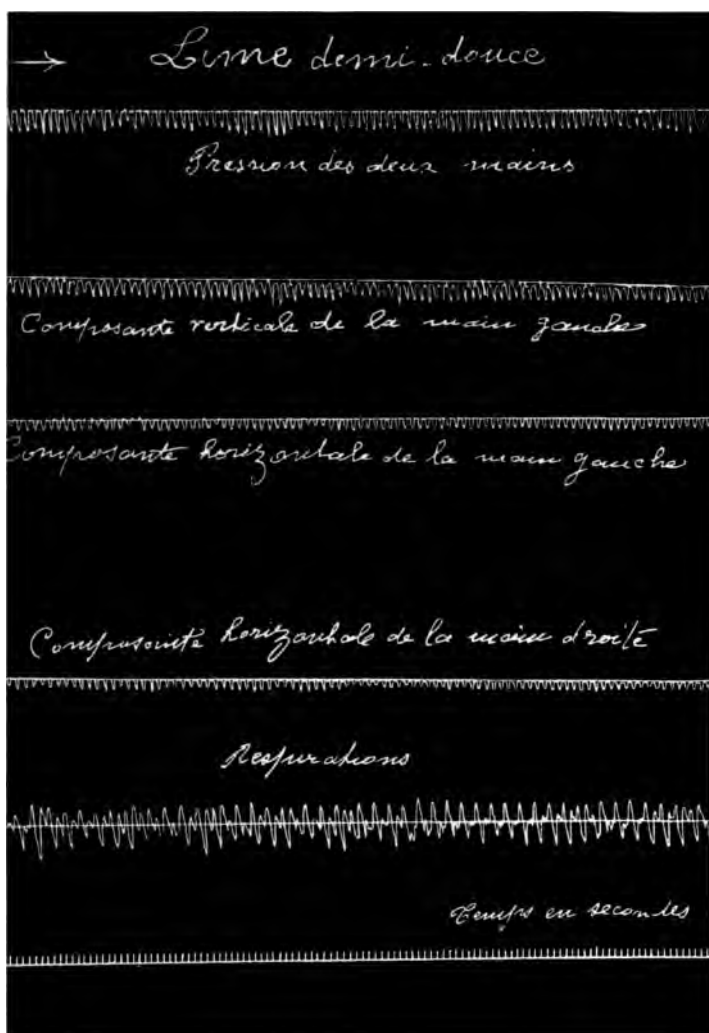 Lime demi-douce
Pression des deux mains
Composante verticale de la main gauche
Composante horizontale de la main gauche
Composante horizontale de la main droite
Respirations
Temps en secondes